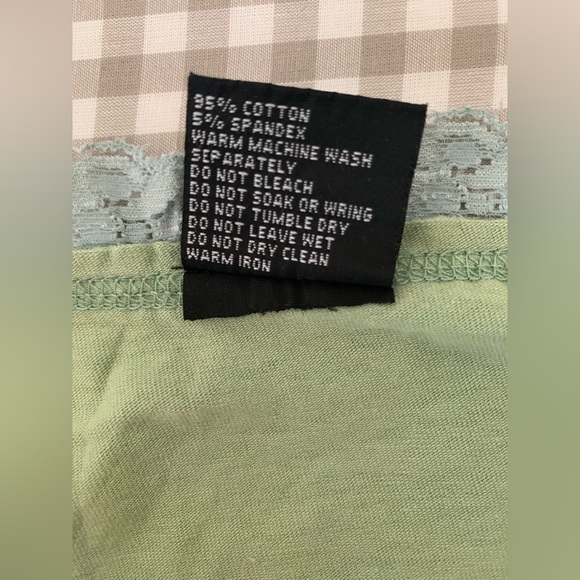 95% COTTON
5% SPANDEX
WARM MACHINE WASH
SEPARATELY
DO NOT BLEACH
DO NOT SOAK OR WRING
DO NOT TUMBLE DRY
DO NOT LEAVE WET
DO NOT DRY CLEAN
WARM IRON